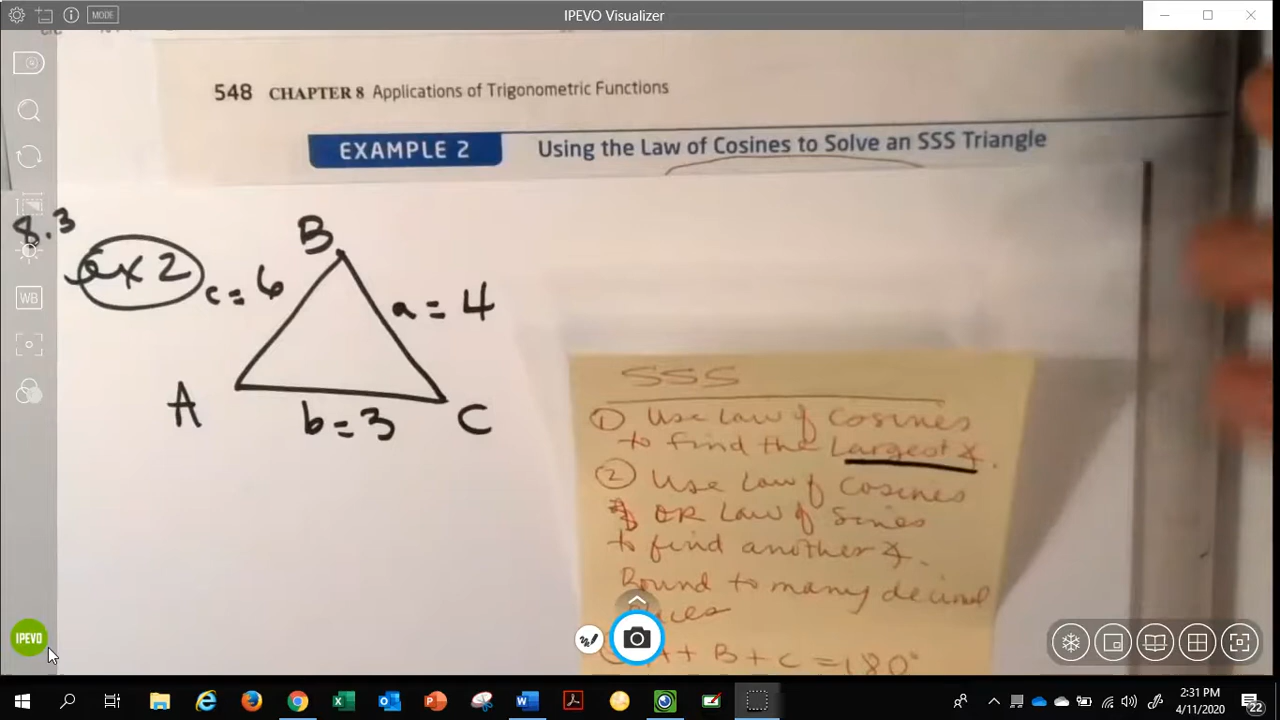 IPEVO Visualizer
MODE
548 CHAPTER 8 Applications of Trigonometric Functions
EXAMPLE 2 Using the Law of Cosines to Solve an SSS Triangle
8.3
ex 2
B
c = 6
a = 4
A
b = 3
C
SSS
① Use Law of Cosines
to find the Largest ∡.
② Use Law of Cosines
OR Law of Sines
to find another ∡.
Round to many decimal
+ B + C = 180°
WB
IPEVO
2:31 PM
4/11/2020
22